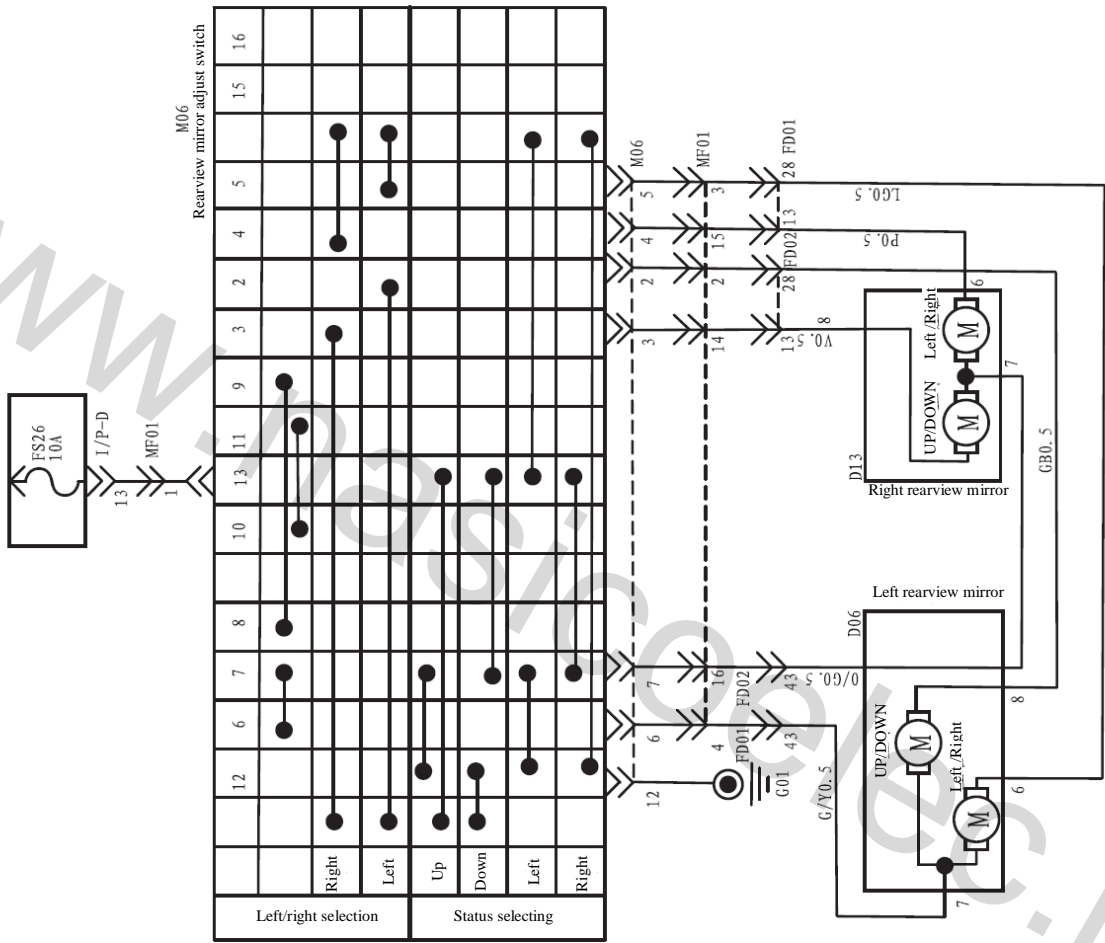 M06
Rearview mirror adjust switch
FS26
10A
I/P-D
13
MF01
1
16
15
5
4
2
3
9
11
13
10
8
7
6
12
Right
Left
Up
Down
Left
Right
Left/right selection
Status selecting
M06
MF01
28 FD01
5
3
LG0.5
4
15
13
P0.5
2
2
28 FD02
3
14
13
V0.5
8
7
16
FD02
43
O/G0.5
6
4
FD01
43
G/Y0.5
12
G01
6
Left /Right
M
7
UP/DOWN
M
D13
Right rearview mirror
GB0.5
Left rearview mirror
D06
UP/DOWN
M
8
Left /Right
M
6
7
www.nasicoelec.